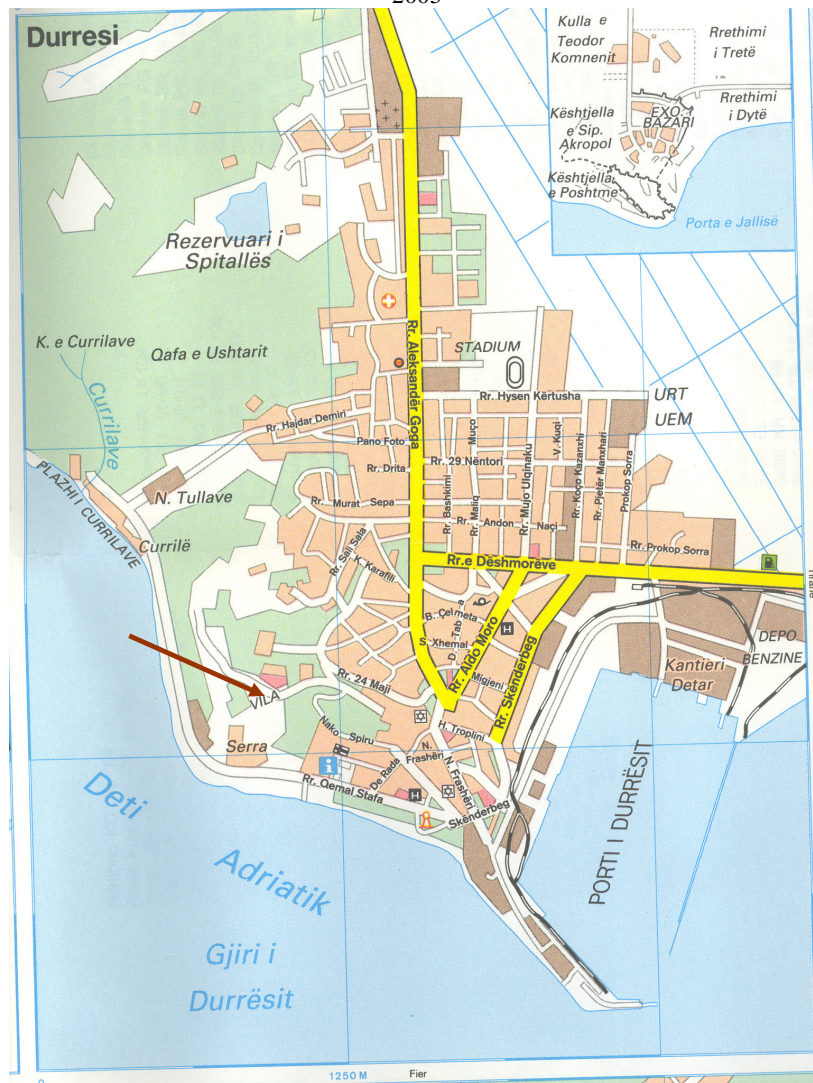 Durresi
Kulla e
Teodor
Komnenit
Rrethimi
i Tretë
Rrethimi
i Dytë
EXO.
BAZARI
Kështjella
e Sip.
Akropol
Kështjella
e Poshtme
Porta e Jallisë
Rezervuari i
Spitallës
K. e Currilave
Qafa e Ushtarit
Currilave
PLAZHI I CURRILAVE
N. Tullave
Currilë
STADIUM
URT
UEM
Rr. Aleksandër Goga
Rr. Hysen Kërtusha
Rr. Hajdar Demiri
Pano Foto
Rr. Drita
Rr. Murat Sepa
Rr. 29 Nëntori
Rr. Bashkimi
Rr. Maliq
Muço
Rr. Mujo Ulqinaku
V. Kuqi
Rr. Koço Kazanxhi
Rr. Pjetër Manxhari
Prokop Sorra
Rr. Andon Naçi
Rr. Prokop Sorra
Rr. e Dëshmorëve
Tiranë
Rr. Sali Sala
K. Karafili
B. Çelmeta
S. Xhemal
D. Tab a
H
Rr. Aldo Moro
Rr. Skënderbeg
Migjeni
Rr. 24 Maji
VILA
H. Troplini
Nako Spiru
Serra
N.
Frashëri
N. Frashëri
De Rada
i
Rr. Qemal Stafa
H
Skënderbeg
DEPO
BENZINE
Kantieri
Detar
PORTI I DURRËSIT
Deti
Adriatik
Gjiri i
Durrësit
0
1250 M
Fier